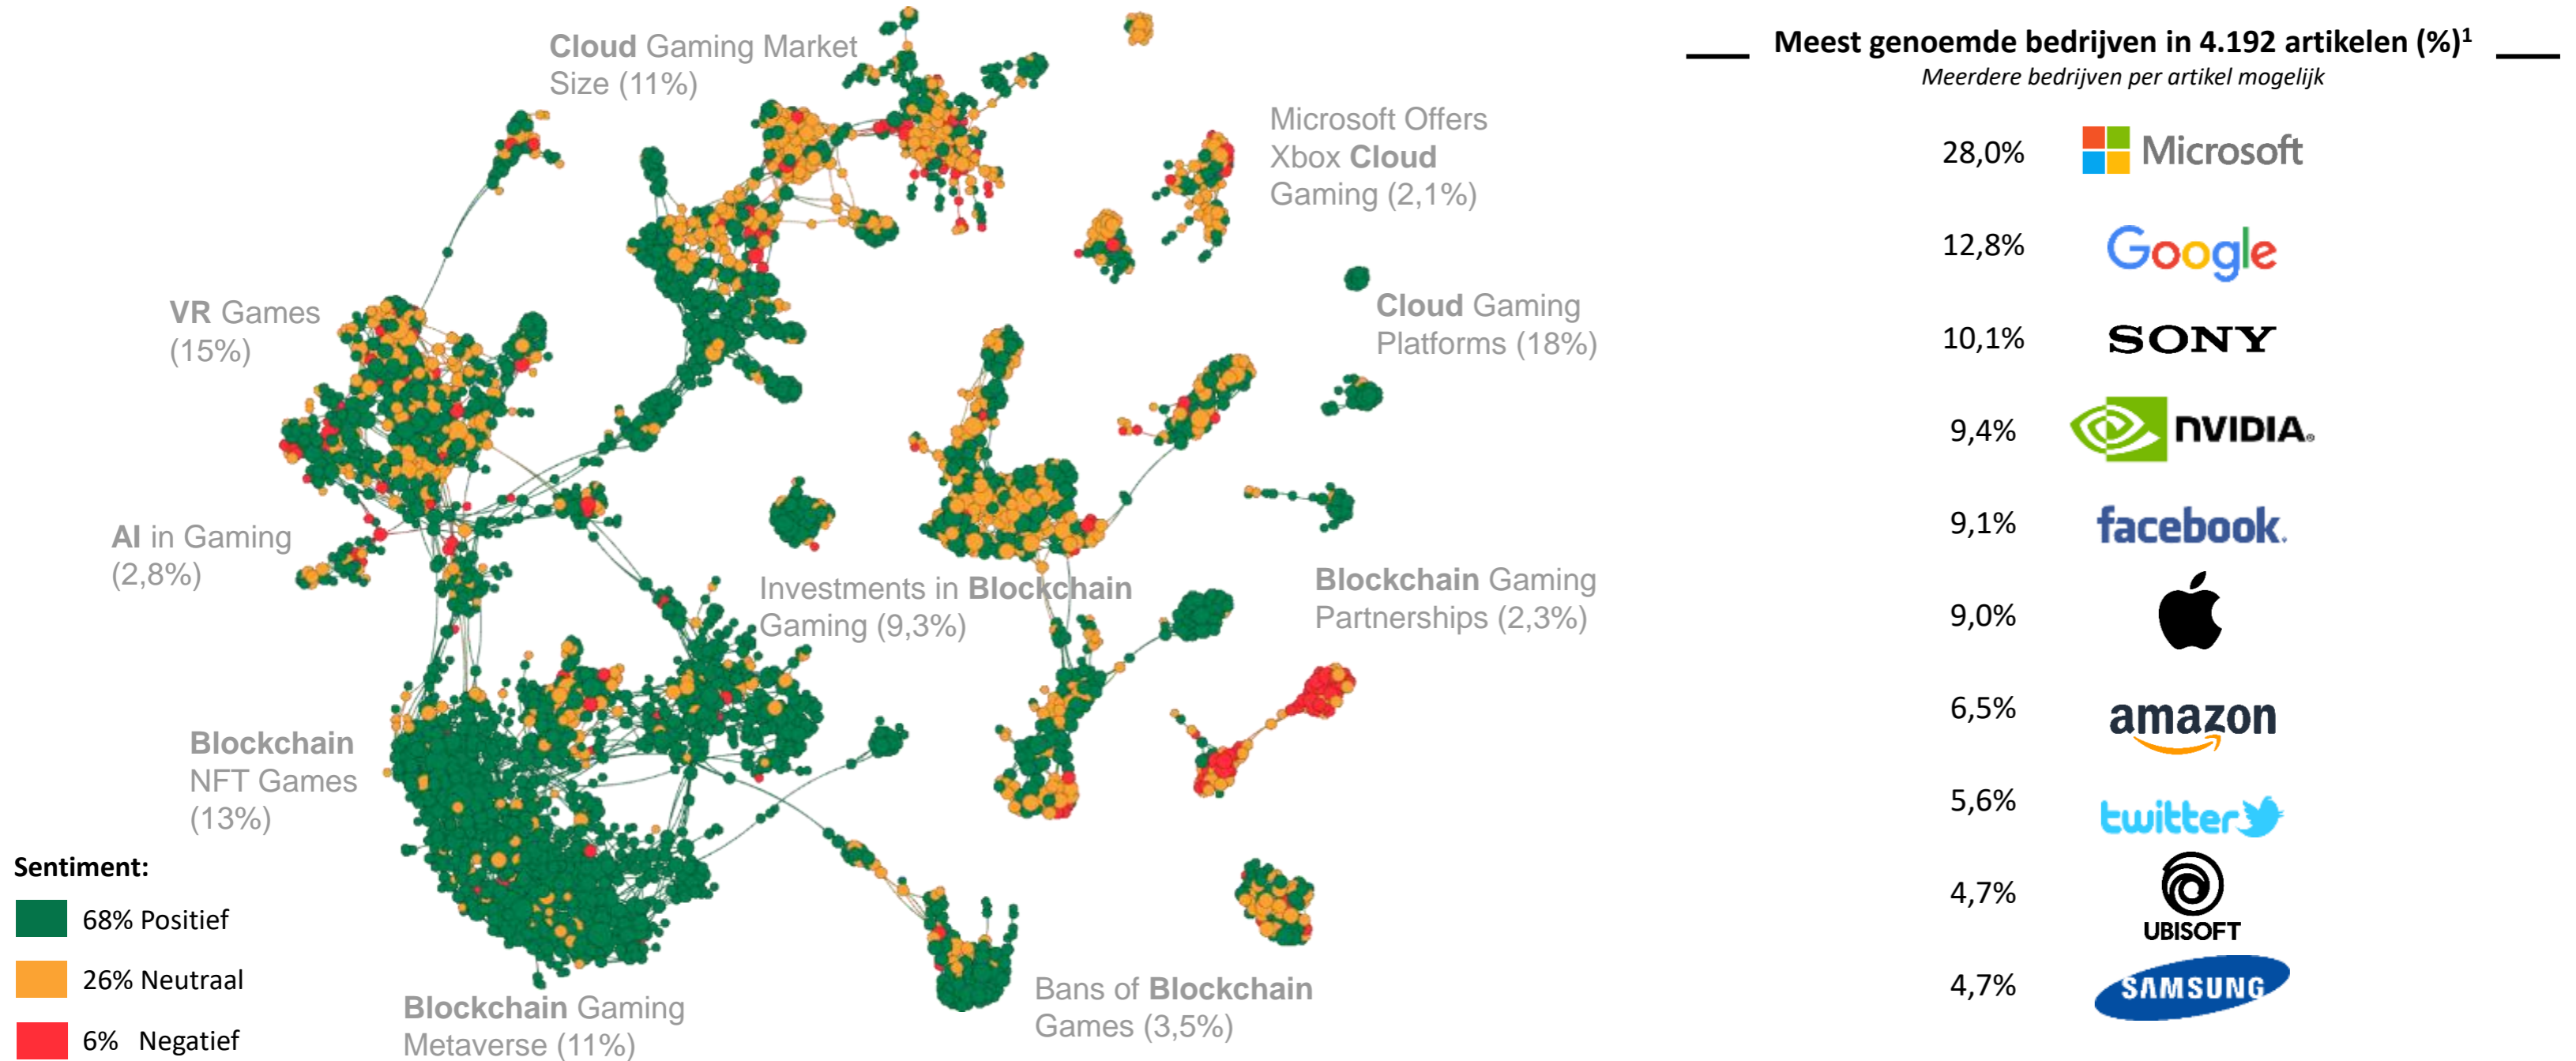 Cloud Gaming Market
Size (11%)
Microsoft Offers
Xbox Cloud
Gaming (2,1%)
VR Games
(15%)
Cloud Gaming
Platforms (18%)
AI in Gaming
(2,8%)
Investments in Blockchain
Gaming (9,3%)
Blockchain Gaming
Partnerships (2,3%)
Blockchain
NFT Games
(13%)
Blockchain Gaming
Metaverse (11%)
Bans of Blockchain
Games (3,5%)
Sentiment:
68% Positief
26% Neutraal
6% Negatief
Meest genoemde bedrijven in 4.192 artikelen (%)¹
Meerdere bedrijven per artikel mogelijk
28,0% Microsoft
12,8% Google
10,1% SONY
9,4% NVIDIA®
9,1% facebook.
9,0%
6,5% amazon
5,6% twitter
4,7% UBISOFT
4,7% SAMSUNG